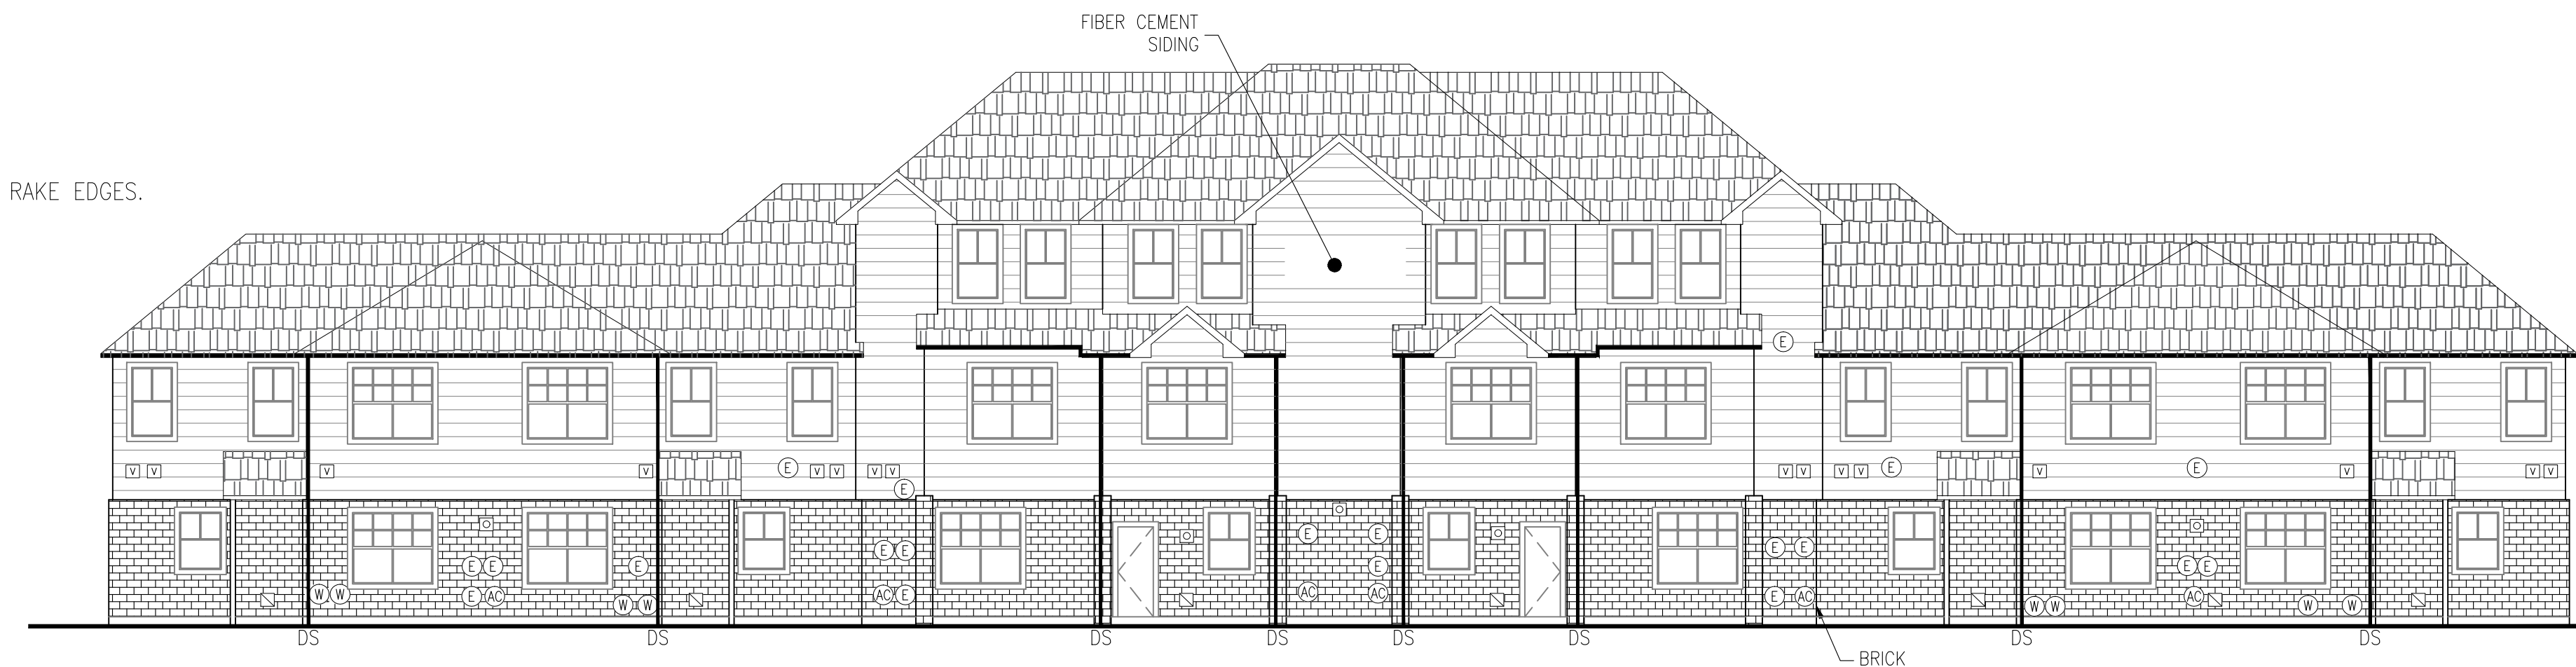 FIBER CEMENT
SIDING
RAKE EDGES.
E
V V V V E V V V V V V V V E V E V V V
E
E E E E E E E E E E E E
E
W W E AC W W AC E AC AC E AC W W AC W W
DS DS DS DS DS DS DS DS
BRICK